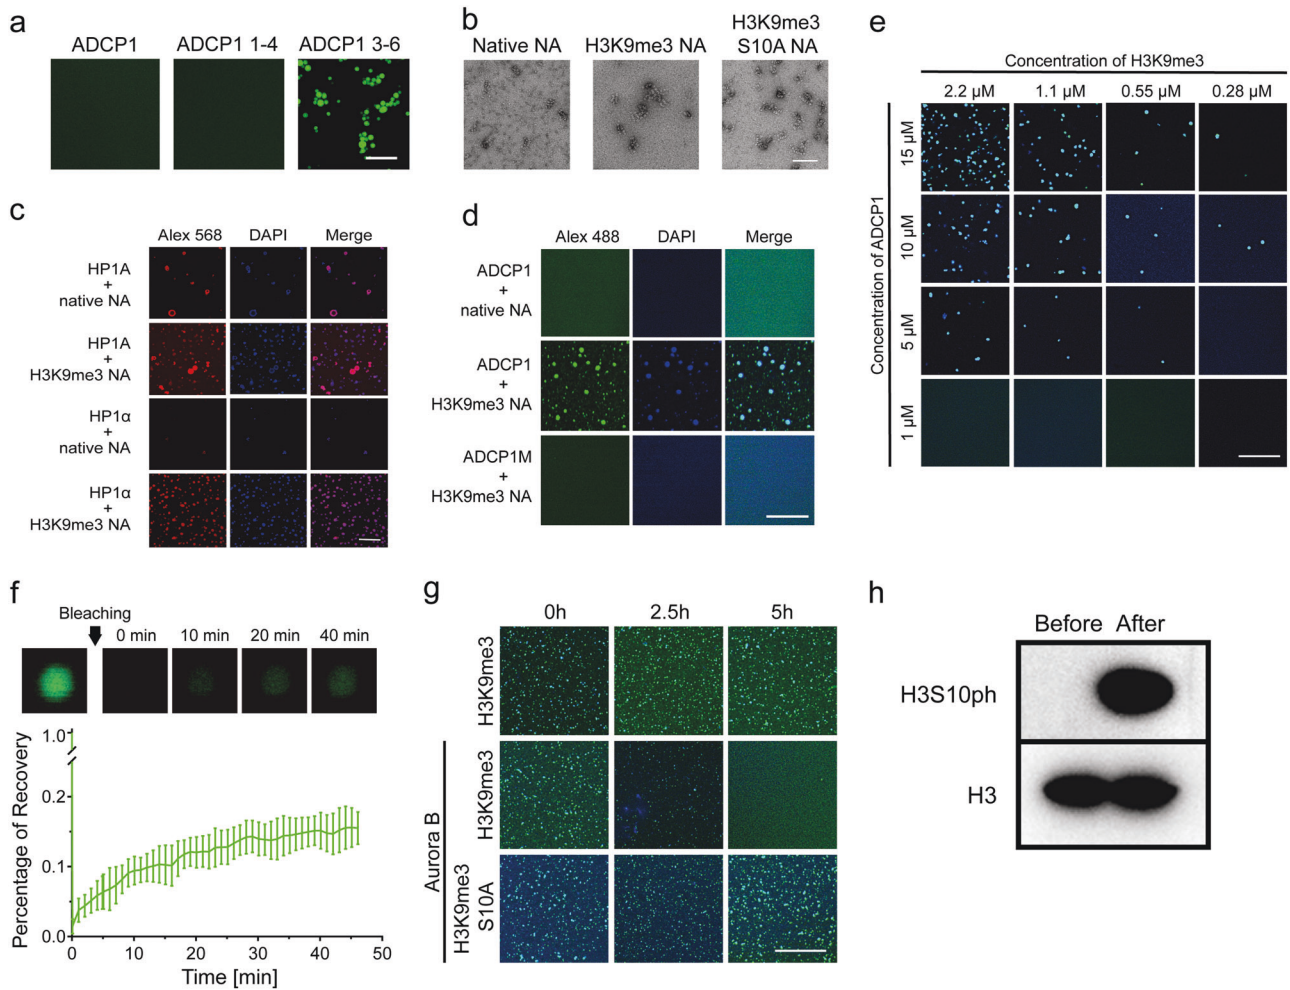 a
ADCP1 ADCP1 1-4 ADCP1 3-6
b
Native NA H3K9me3 NA H3K9me3
S10A NA
c
Alex 568 DAPI Merge
HP1A
+
native NA
HP1A
+
H3K9me3 NA
HP1α
+
native NA
HP1α
+
H3K9me3 NA
d
Alex 488 DAPI Merge
ADCP1
+
native NA
ADCP1
+
H3K9me3 NA
ADCP1M
+
H3K9me3 NA
e
Concentration of H3K9me3
2.2 µM 1.1 µM 0.55 µM 0.28 µM
Concentration of ADCP1
15 µM
10 µM
5 µM
1 µM
f
Bleaching
0 min 10 min 20 min 40 min
Percentage of Recovery
1.0
0.2
0.1
0.0
0 10 20 30 40 50
Time [min]
g
0h 2.5h 5h
H3K9me3
Aurora B
H3K9me3
H3K9me3
S10A
h
Before After
H3S10ph
H3